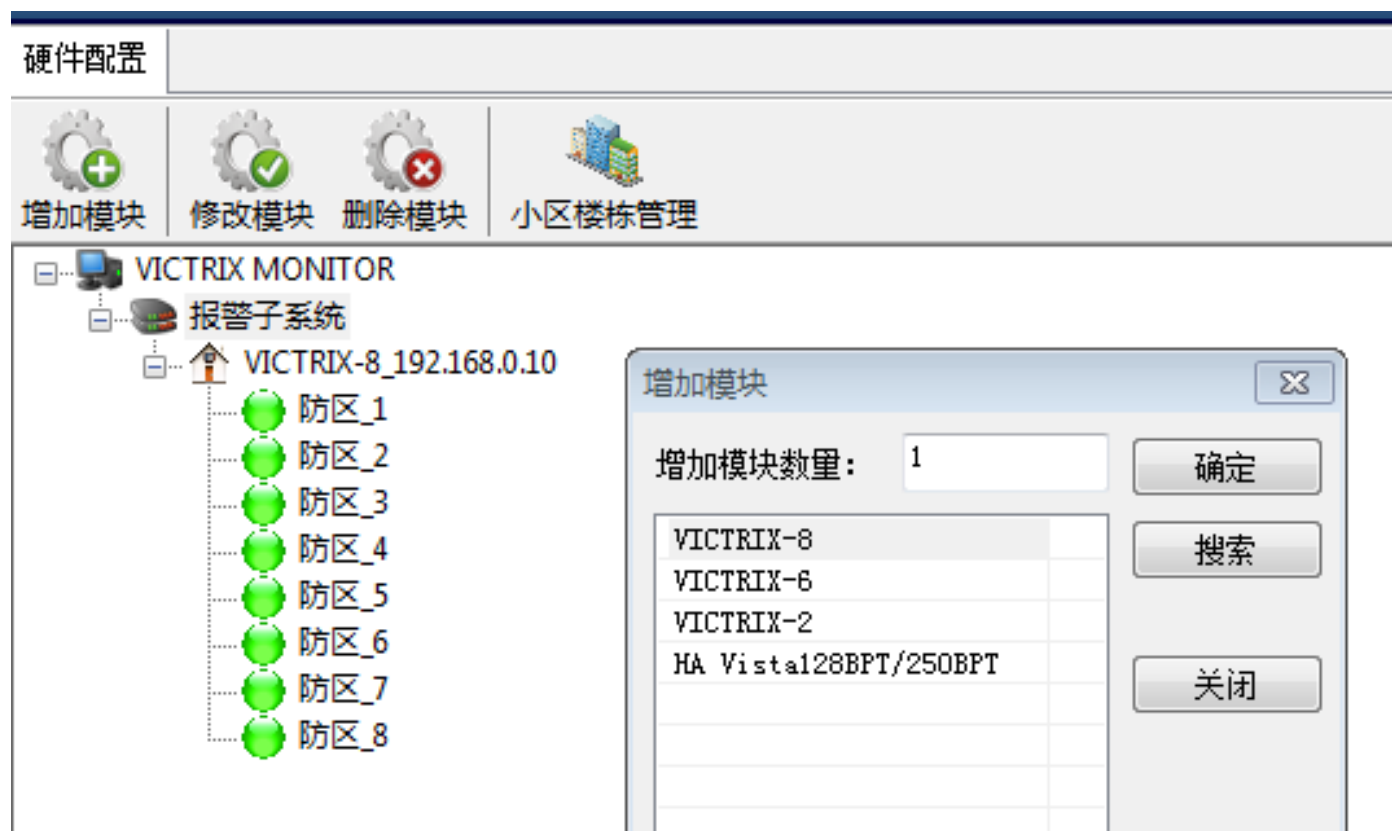 硬件配置
增加模块 修改模块 删除模块 小区楼栋管理
VICTRIX MONITOR
报警子系统
VICTRIX-8_192.168.0.10
防区_1
防区_2
防区_3
防区_4
防区_5
防区_6
防区_7
防区_8
增加模块
增加模块数量: 1 确定
搜索
关闭
VICTRIX-8
VICTRIX-6
VICTRIX-2
HA Vista128BPT/250BPT